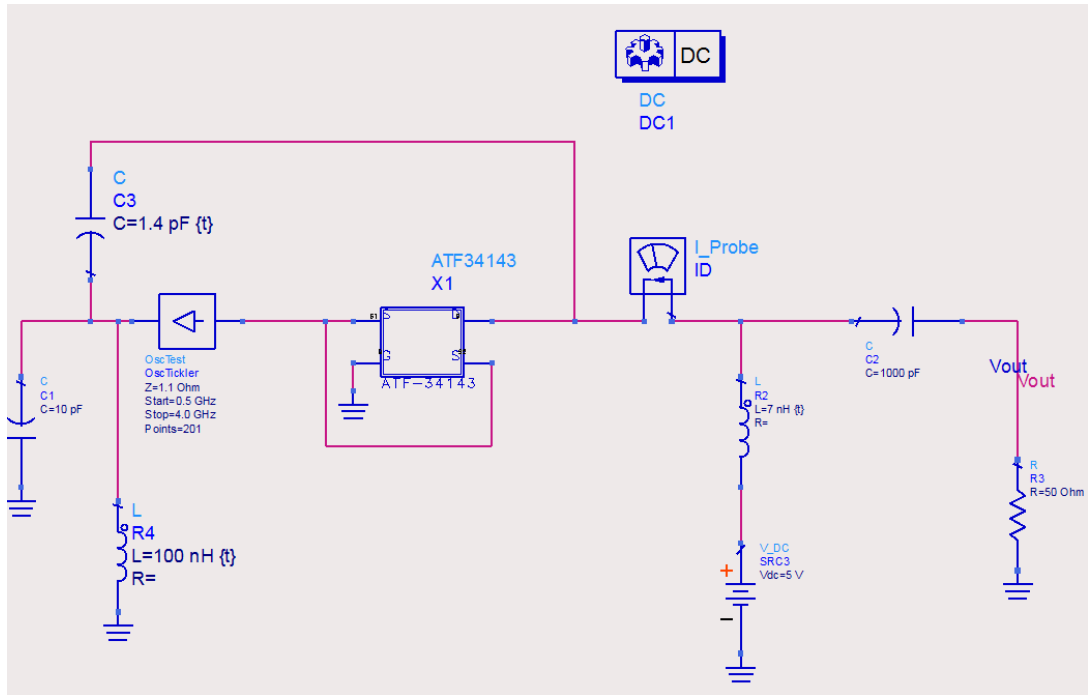 DC
DC
DC1
C
C3
C=1.4 pF {t}
ATF34143
X1
I_Probe
ID
S
G
S
ATF-34143
OscTest
OscTickler
Z=1.1 Ohm
Start=0.5 GHz
Stop=4.0 GHz
Points=201
C
C1
C=10 pF
C
C2
C=1000 pF
Vout
Vout
L
R2
L=7 nH {t}
R=
R
R3
R=50 Ohm
L
R4
L=100 nH {t}
R=
V_DC
SRC3
Vdc=5 V
+
−